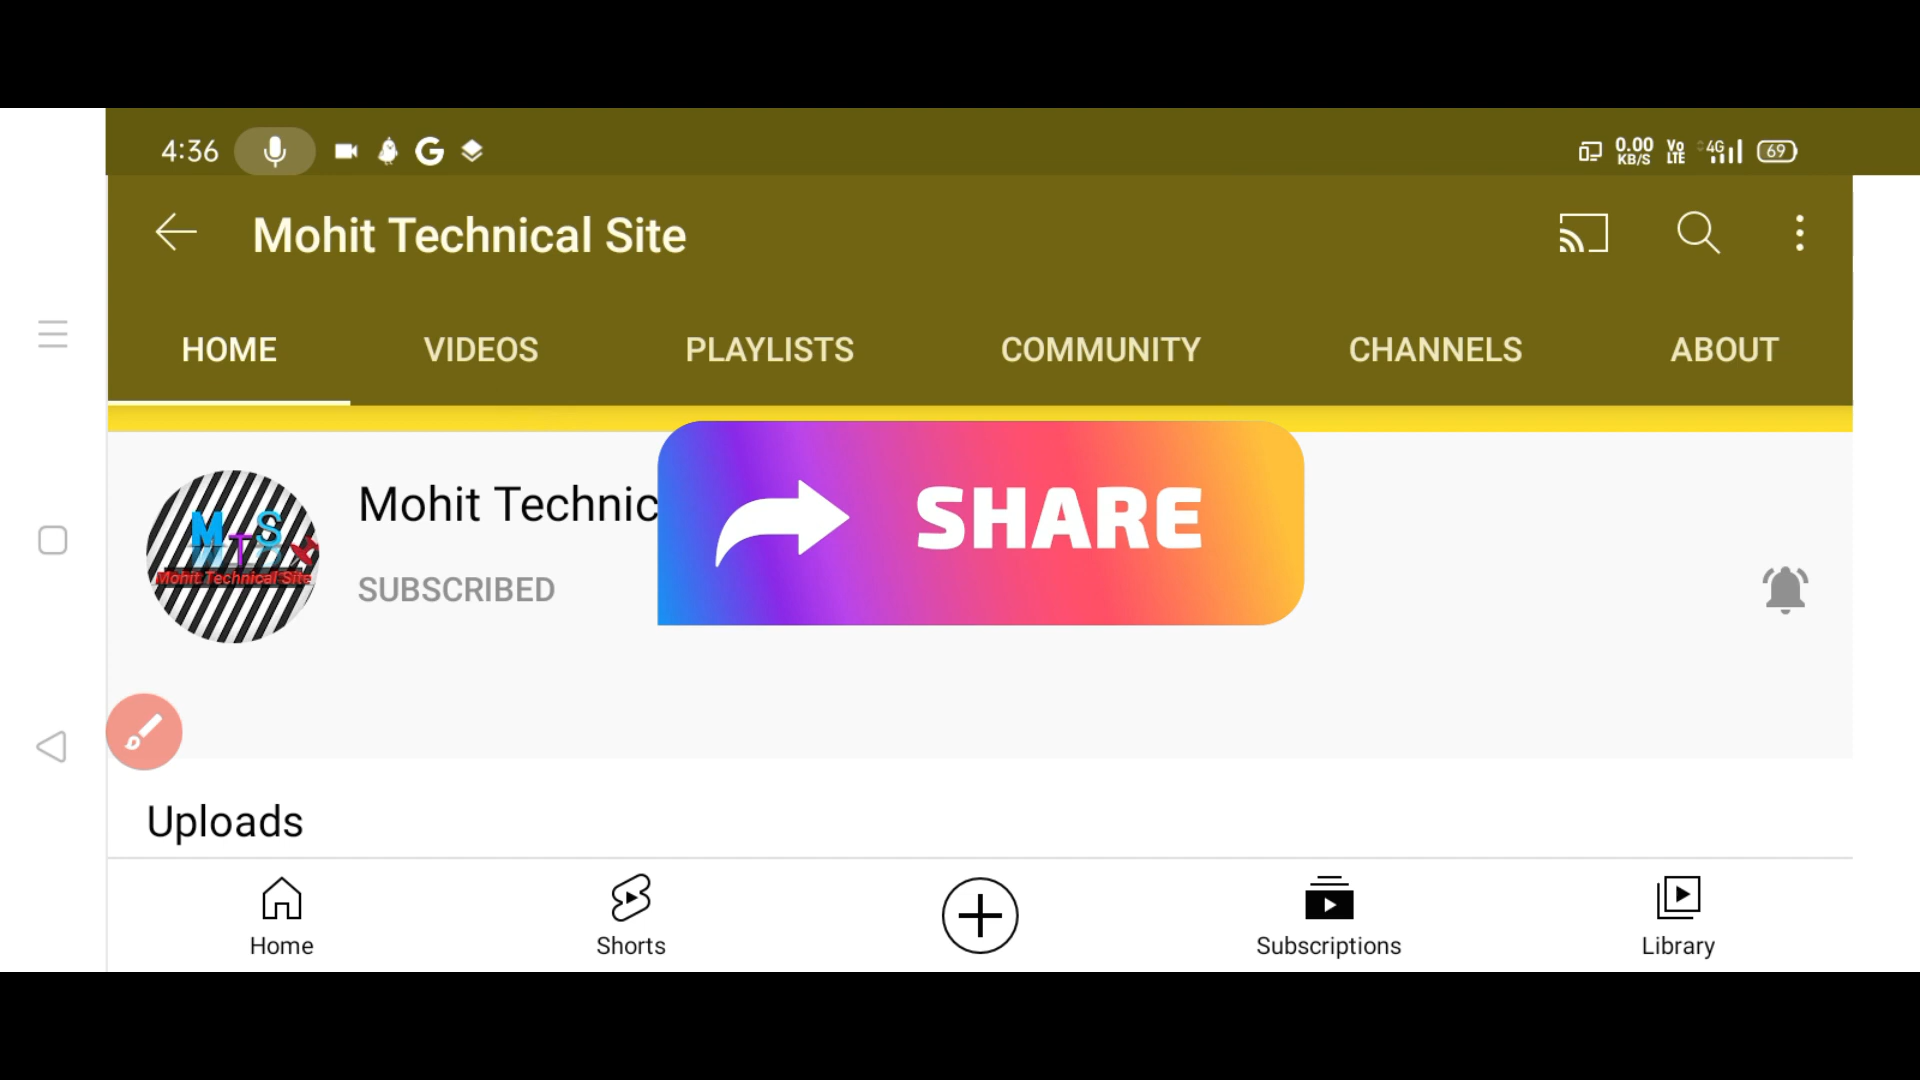 4:36 0.00 KB/S Vo LTE 4G 69
Mohit Technical Site
HOME VIDEOS PLAYLISTS COMMUNITY CHANNELS ABOUT
Mohit Technic
SHARE
M T S
Mohit Technical Site
SUBSCRIBED
Uploads
Home Shorts Subscriptions Library